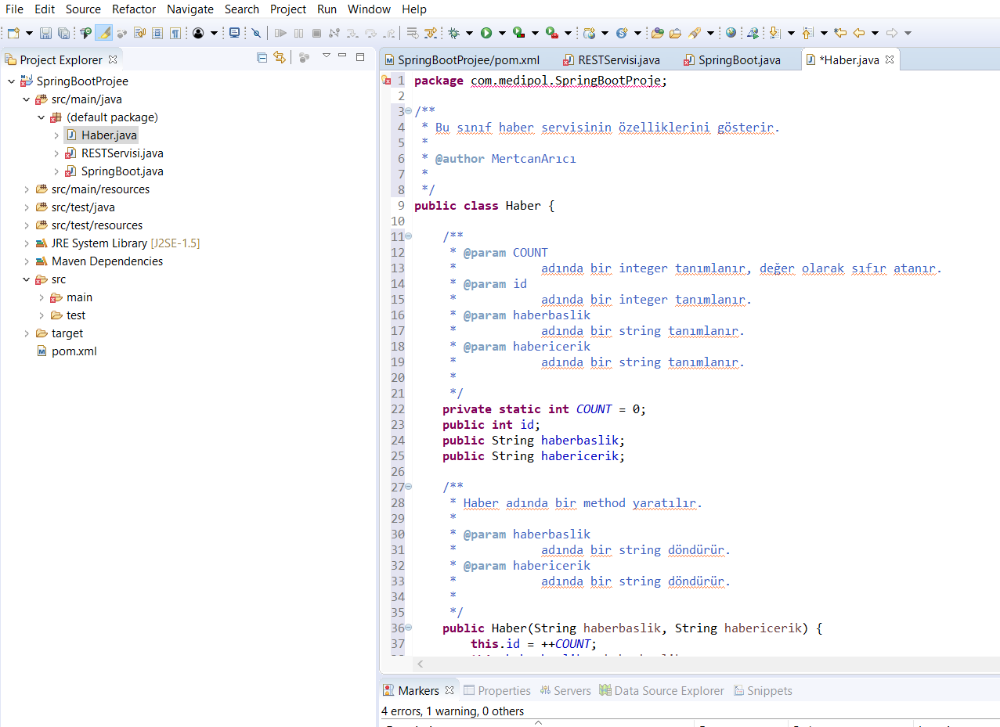 File Edit Source Refactor Navigate Search Project Run Window Help
Project Explorer
SpringBootProjee
src/main/java
(default package)
Haber.java
RESTServisi.java
SpringBoot.java
src/main/resources
src/test/java
src/test/resources
JRE System Library [J2SE-1.5]
Maven Dependencies
src
main
test
target
pom.xml
SpringBootProjee/pom.xml RESTServisi.java SpringBoot.java *Haber.java
1 package com.medipol.SpringBootProje;
2
3 /**
4 * Bu sınıf haber servisinin özelliklerini gösterir.
5 *
6 * @author MertcanArıcı
7 *
8 */
9 public class Haber {
10
11 /**
12 * @param COUNT
13 * adında bir integer tanımlanır, değer olarak sıfır atanır.
14 * @param id
15 * adında bir integer tanımlanır.
16 * @param haberbaslik
17 * adında bir string tanımlanır.
18 * @param habericerik
19 * adında bir string tanımlanır.
20 *
21 */
22 private static int COUNT = 0;
23 public int id;
24 public String haberbaslik;
25 public String habericerik;
26
27 /**
28 * Haber adında bir method yaratılır.
29 *
30 * @param haberbaslik
31 * adında bir string döndürür.
32 * @param habericerik
33 * adında bir string döndürür.
34 *
35 */
36 public Haber(String haberbaslik, String habericerik) {
37 this.id = ++COUNT;
Markers Properties Servers Data Source Explorer Snippets
4 errors, 1 warning, 0 others